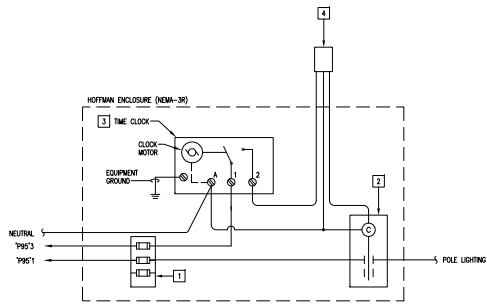 4
HOFFMAN ENCLOSURE (NEMA-3R)
3 TIME CLOCK
CLOCK
MOTOR
EQUIPMENT
GROUND
A 1 2
2
NEUTRAL
C
"P95"3
"P95"1
POLE LIGHTING
1